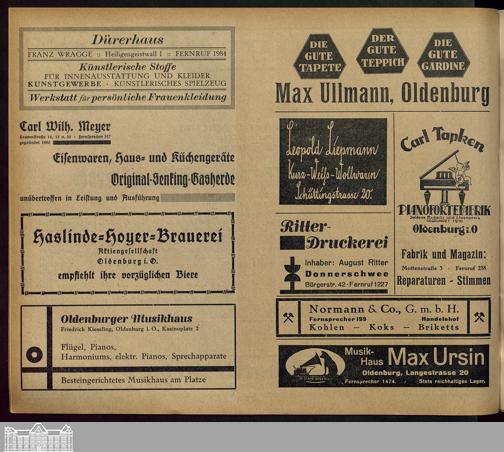 Dürerhaus
FRANZ WRAGGE :: Heiligengeistwall 1 :: FERNRUF 1984
Künstlerische Stoffe
FÜR INNENAUSSTATTUNG UND KLEIDER
KUNSTGEWERBE · KÜNSTLERISCHES SPIELZEUG
Werkstatt für persönliche Frauenkleidung
Carl Wilh. Meyer
gegründet
Eisenwaren, Haus- und Küchengeräte
Original-Senking-Gasherde
unübertroffen in Leistung und Ausführung
Haslinde-Hoyer-Brauerei
Aktiengesellschaft
Oldenburg i. O.
empfiehlt ihre vorzüglichen Biere
Oldenburger Musikhaus
Friedrich Kiessling, Oldenburg i. O., Kasinoplatz 2
Flügel, Pianos,
Harmoniums, elektr. Pianos, Sprechapparate
Besteingerichtetes Musikhaus am Platze
DIE GUTE TAPETE
DER GUTE TEPPICH
DIE GUTE GARDINE
Max Ullmann, Oldenburg
Leopold Liepmann
Kurz-Weiß-Wollwaren
Schüttingstrasse 20.
Carl Tapken
PIANOFORTEFABRIK
Oldenburg i. O
Fabrik und Magazin:
Mottenstraße 3 · Fernruf 238
Reparaturen - Stimmen
Ritter-
Druckerei
Inhaber: August Ritter
Donnerschwee
Bürgerstr. 42 · Fernruf 1227
Normann & Co., G. m. b. H.
Fernsprecher 199 Handelshof
Kohlen — Koks — Briketts
Musik-
Haus Max Ursin
Oldenburg, Langestrasse 20
Fernsprecher 1474. Stets reichhaltiges Lager.